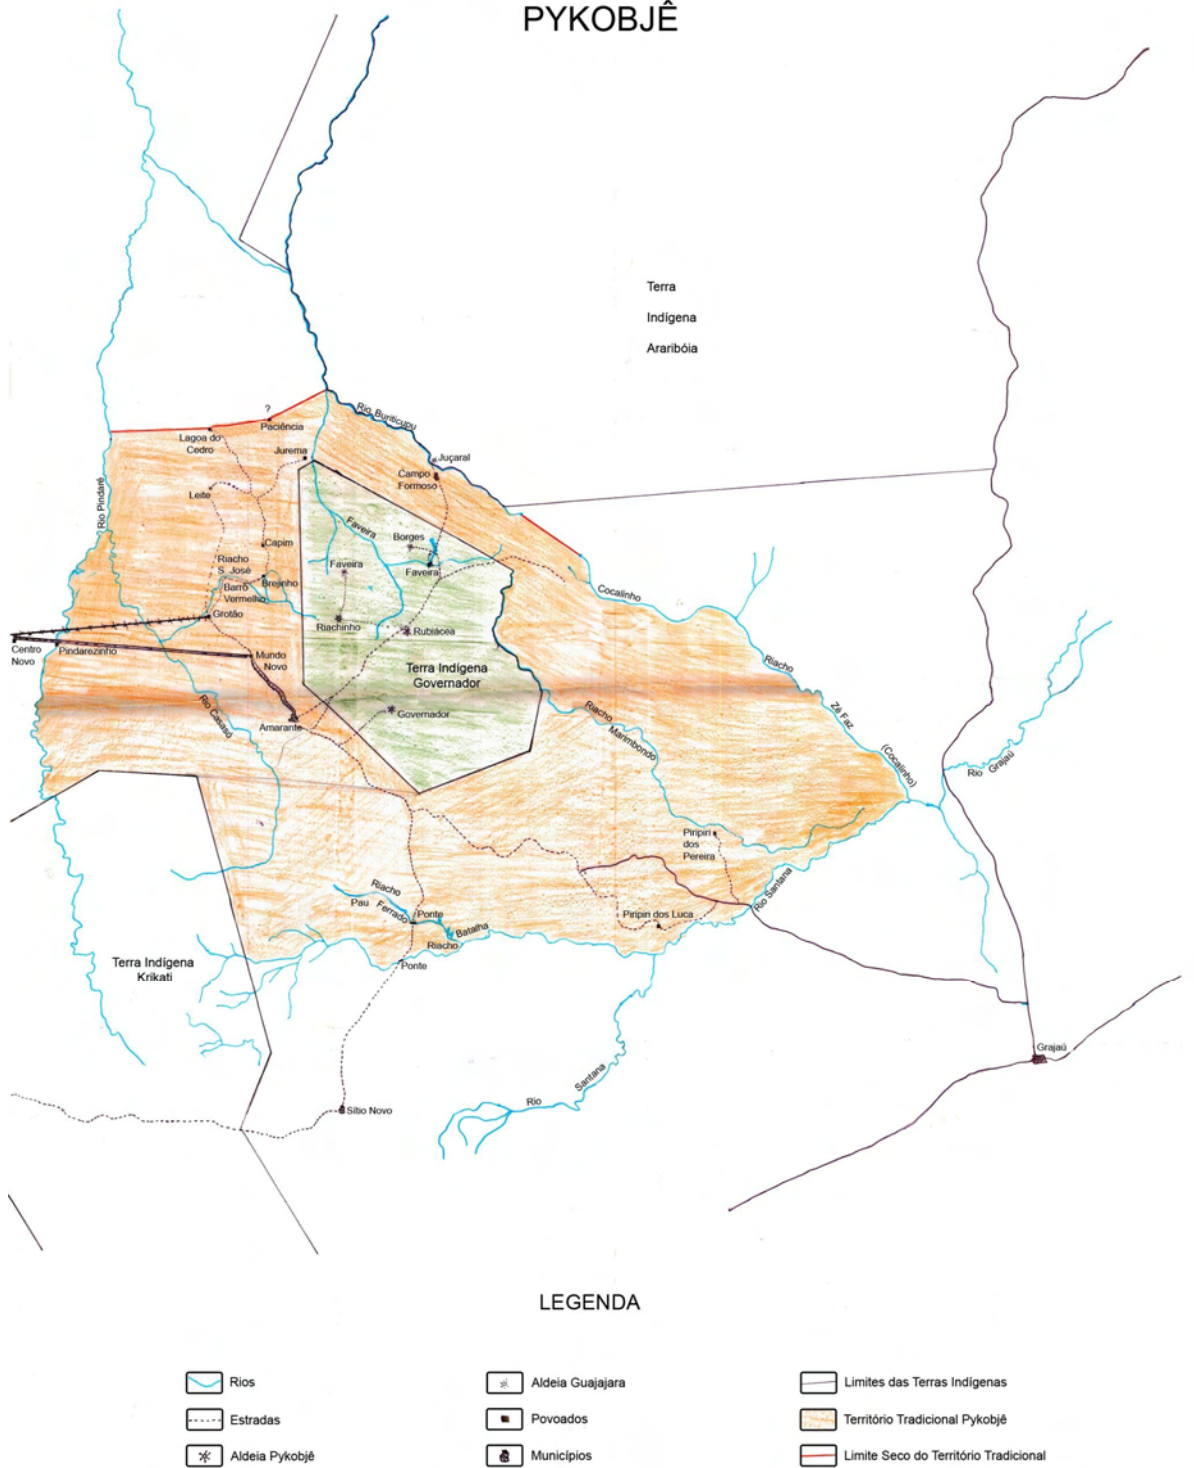 PYKOBJÊ
Terra
Indígena
Araribóia
?
Paciência
Rio Buriticupu
Lagoa do
Cedro
Jurema
Juçaral
Campo
Formoso
Leite
Rio Pindaré
Faveira
Borges
Capim
Riacho
S. José
Faveira
Faveira
Brejinho
Barro
Vermelho
Cocalinho
Grotão
Riachinho
Rubiácea
Centro
Novo
Pindarezinho
Mundo
Novo
Terra Indígena
Governador
Riacho
Zé Faz
(Cocalinho)
Rio Casasó
Amarante
Governador
Riacho
Marimbondo
Rio Grajaú
Piripiri
dos
Pereira
Riacho
Pau Ferrado
Ponte
Riacho Batalha
Piripiri dos Luca
Rio Santana
Ponte
Terra Indígena
Krikati
Grajaú
Rio Santana
Sítio Novo
LEGENDA
Rios
Aldeia Guajajara
Limites das Terras Indígenas
Estradas
Povoados
Território Tradicional Pykobjê
Aldeia Pykobjê
Municípios
Limite Seco do Território Tradicional